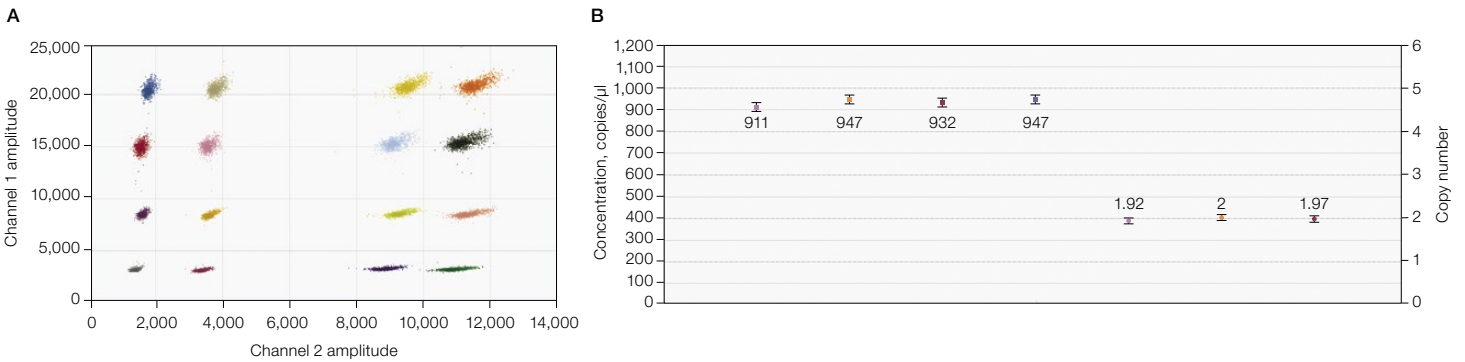 A
Channel 1 amplitude
25,000
20,000
15,000
10,000
5,000
0
0 2,000 4,000 6,000 8,000 10,000 12,000 14,000
Channel 2 amplitude
B
Concentration, copies/µl
1,200
1,100
1,000
900
800
700
600
500
400
300
200
100
0
911 947 932 947
1.92 2 1.97
6
5
4
3
2
1
0
Copy number